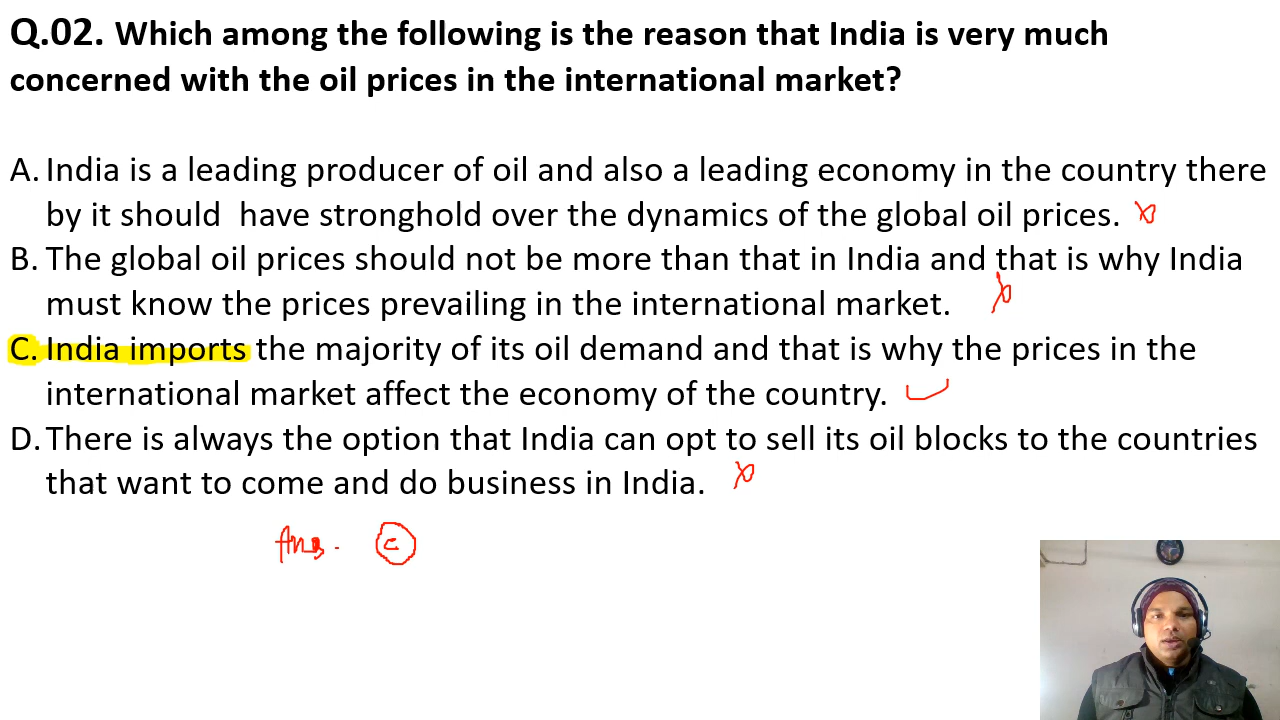 Q.02. Which among the following is the reason that India is very much
concerned with the oil prices in the international market?
A. India is a leading producer of oil and also a leading economy in the country there
by it should have stronghold over the dynamics of the global oil prices.
B. The global oil prices should not be more than that in India and that is why India
must know the prices prevailing in the international market.
C. India imports the majority of its oil demand and that is why the prices in the
international market affect the economy of the country.
D. There is always the option that India can opt to sell its oil blocks to the countries
that want to come and do business in India.
Ans. C